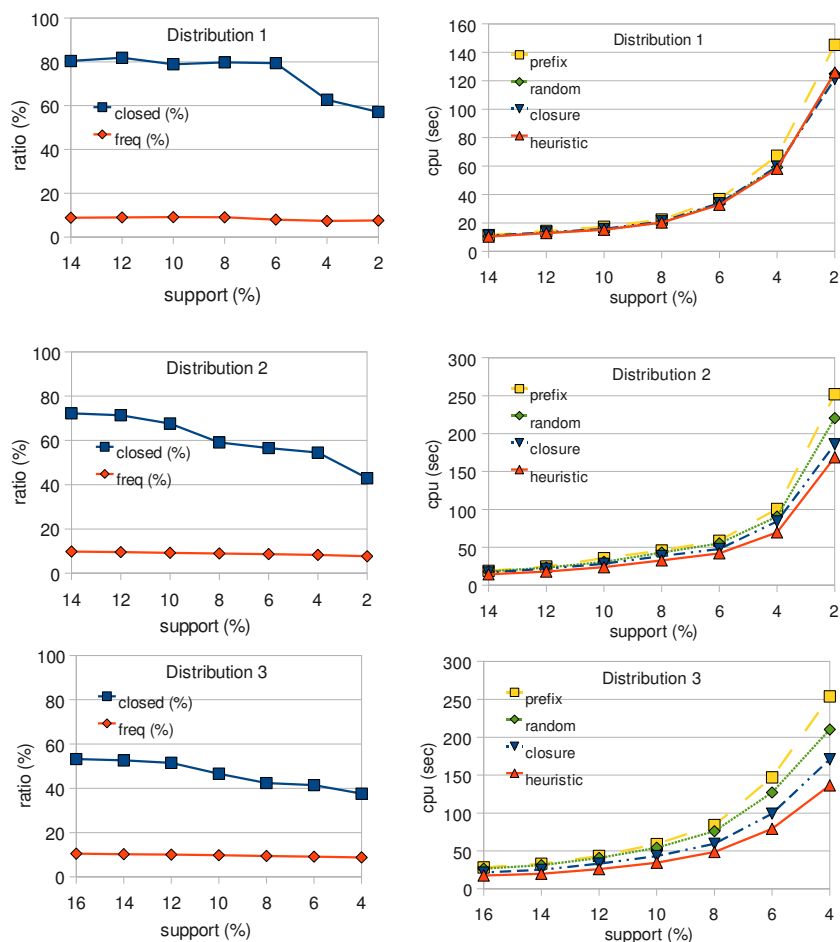 Distribution 1
100
80
60
40
20
0
ratio (%)
closed (%)
freq (%)
14 12 10 8 6 4 2
support (%)
Distribution 1
160
140
120
100
80
60
40
20
0
cpu (sec)
prefix
random
closure
heuristic
14 12 10 8 6 4 2
support (%)
Distribution 2
100
80
60
40
20
0
ratio (%)
closed (%)
freq (%)
14 12 10 8 6 4 2
support (%)
Distribution 2
300
250
200
150
100
50
0
cpu (sec)
prefix
random
closure
heuristic
14 12 10 8 6 4 2
support (%)
Distribution 3
100
80
60
40
20
0
ratio (%)
closed (%)
freq (%)
16 14 12 10 8 6 4
support (%)
Distribution 3
300
250
200
150
100
50
0
cpu (sec)
prefix
random
closure
heuristic
16 14 12 10 8 6 4
support (%)